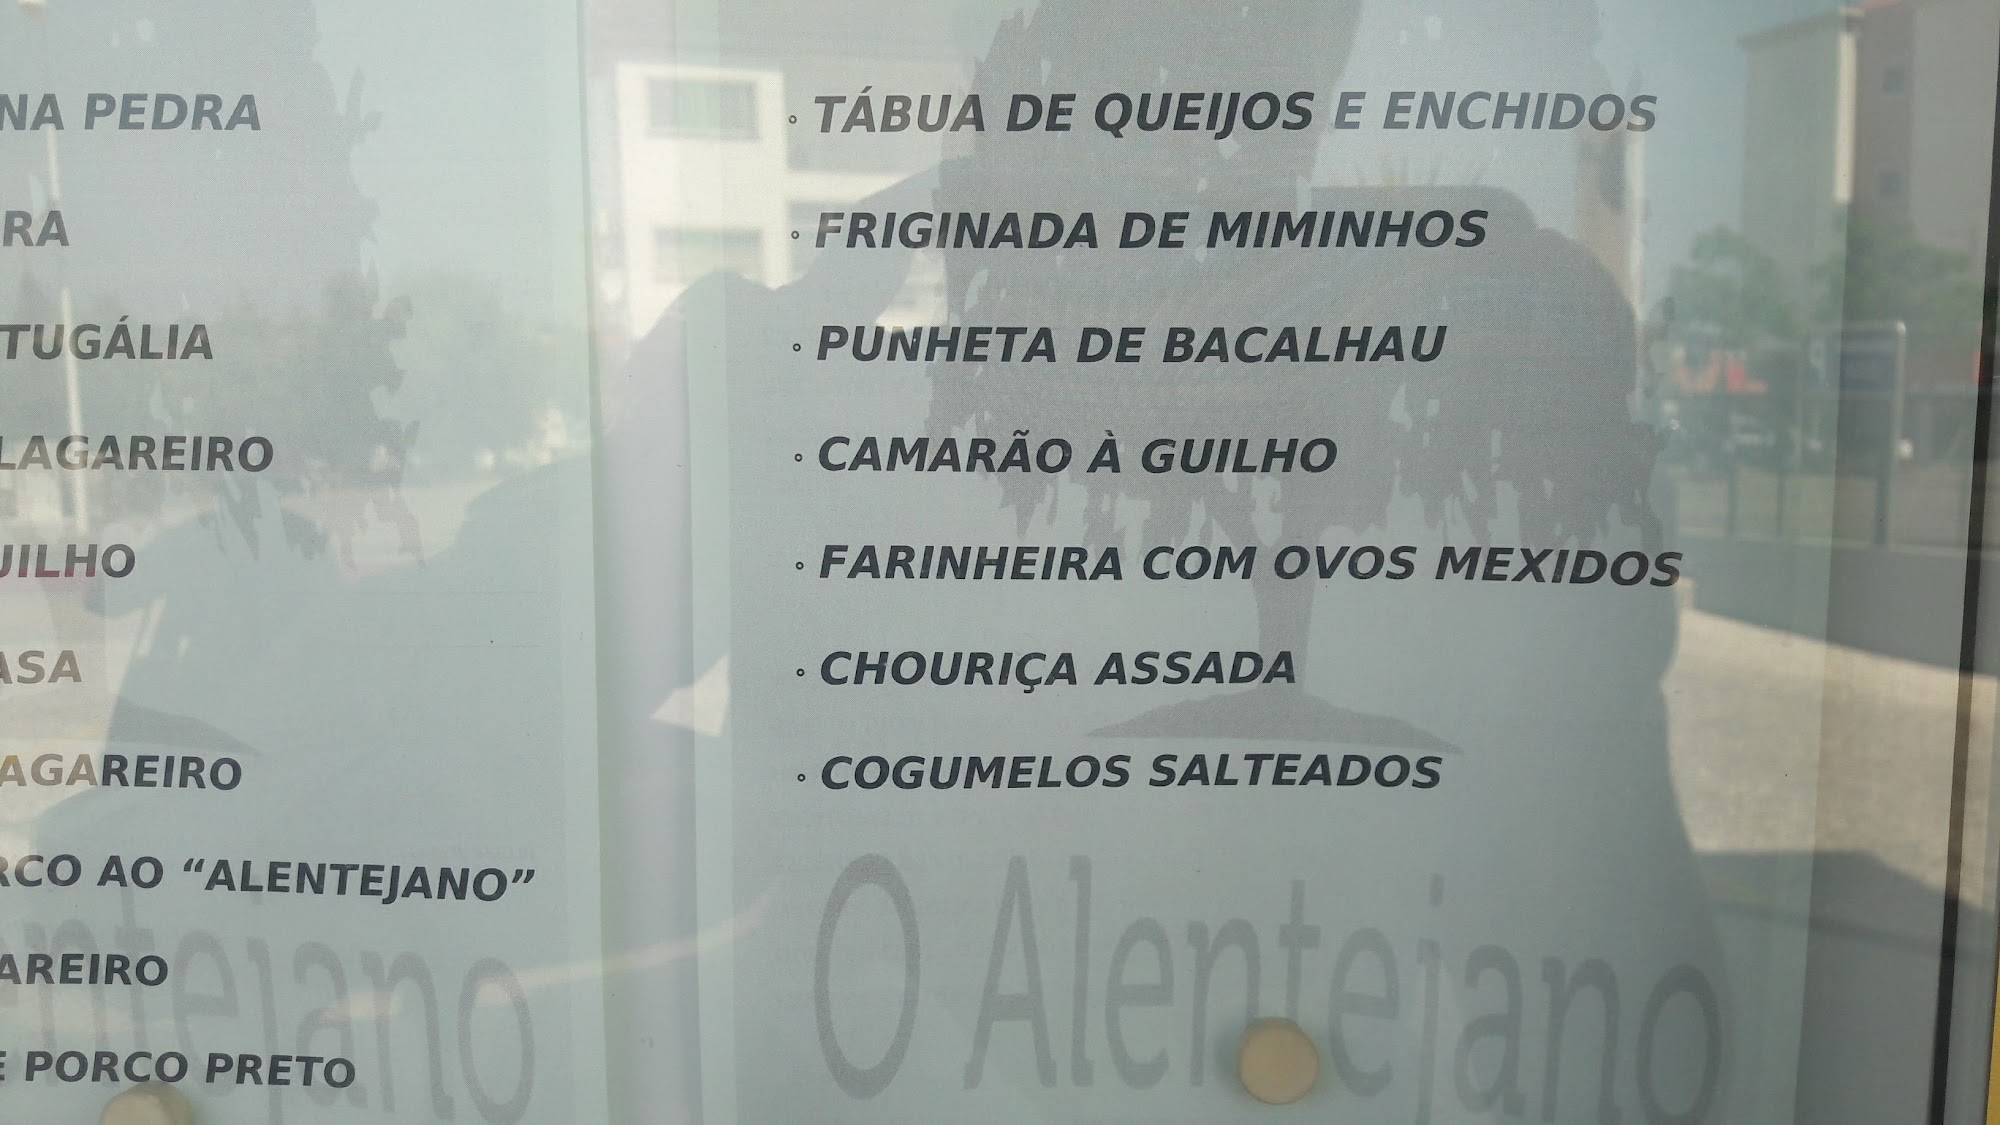 NA PEDRA
RA
TUGÁLIA
LAGAREIRO
UILHO
ASA
AGAREIRO
RCO AO “ALENTEJANO”
AREIRO
E PORCO PRETO
entejano
◦ TÁBUA DE QUEIJOS E ENCHIDOS
◦ FRIGINADA DE MIMINHOS
◦ PUNHETA DE BACALHAU
◦ CAMARÃO À GUILHO
◦ FARINHEIRA COM OVOS MEXIDOS
◦ CHOURIÇA ASSADA
◦ COGUMELOS SALTEADOS
O Alentejano